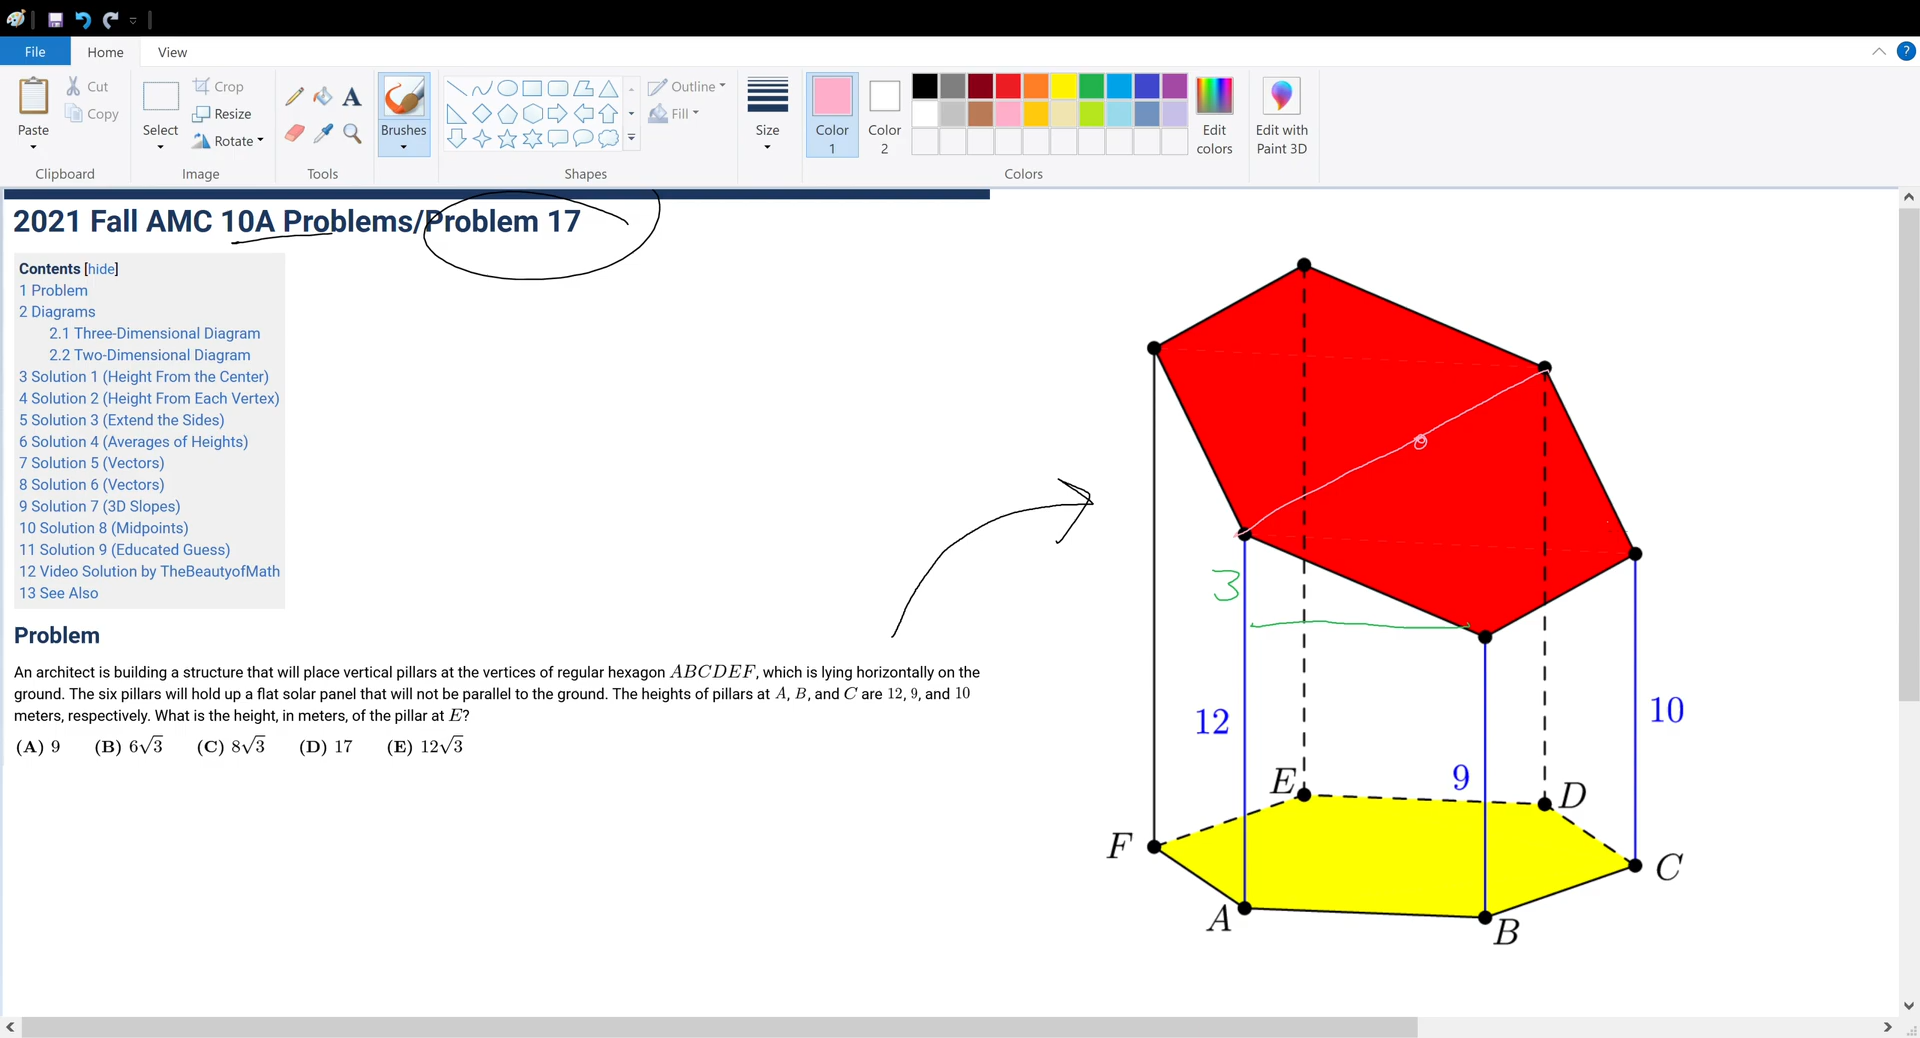 File Home View
Paste
Cut
Copy
Clipboard
Select
Crop
Resize
Rotate
Image
A
Tools
Brushes
Shapes
Outline
Fill
Size
Color 1
Color 2
Edit colors
Colors
Edit with Paint 3D
?
2021 Fall AMC 10A Problems/Problem 17
Contents [hide]
1 Problem
2 Diagrams
2.1 Three-Dimensional Diagram
2.2 Two-Dimensional Diagram
3 Solution 1 (Height From the Center)
4 Solution 2 (Height From Each Vertex)
5 Solution 3 (Extend the Sides)
6 Solution 4 (Averages of Heights)
7 Solution 5 (Vectors)
8 Solution 6 (Vectors)
9 Solution 7 (3D Slopes)
10 Solution 8 (Midpoints)
11 Solution 9 (Educated Guess)
12 Video Solution by TheBeautyofMath
13 See Also
Problem
An architect is building a structure that will place vertical pillars at the vertices of regular hexagon ABCDEF, which is lying horizontally on the
ground. The six pillars will hold up a flat solar panel that will not be parallel to the ground. The heights of pillars at A, B, and C are 12, 9, and 10
meters, respectively. What is the height, in meters, of the pillar at E?
(A) 9 (B) 6√3 (C) 8√3 (D) 17 (E) 12√3
3
12
10
9
E
D
F
C
A
B